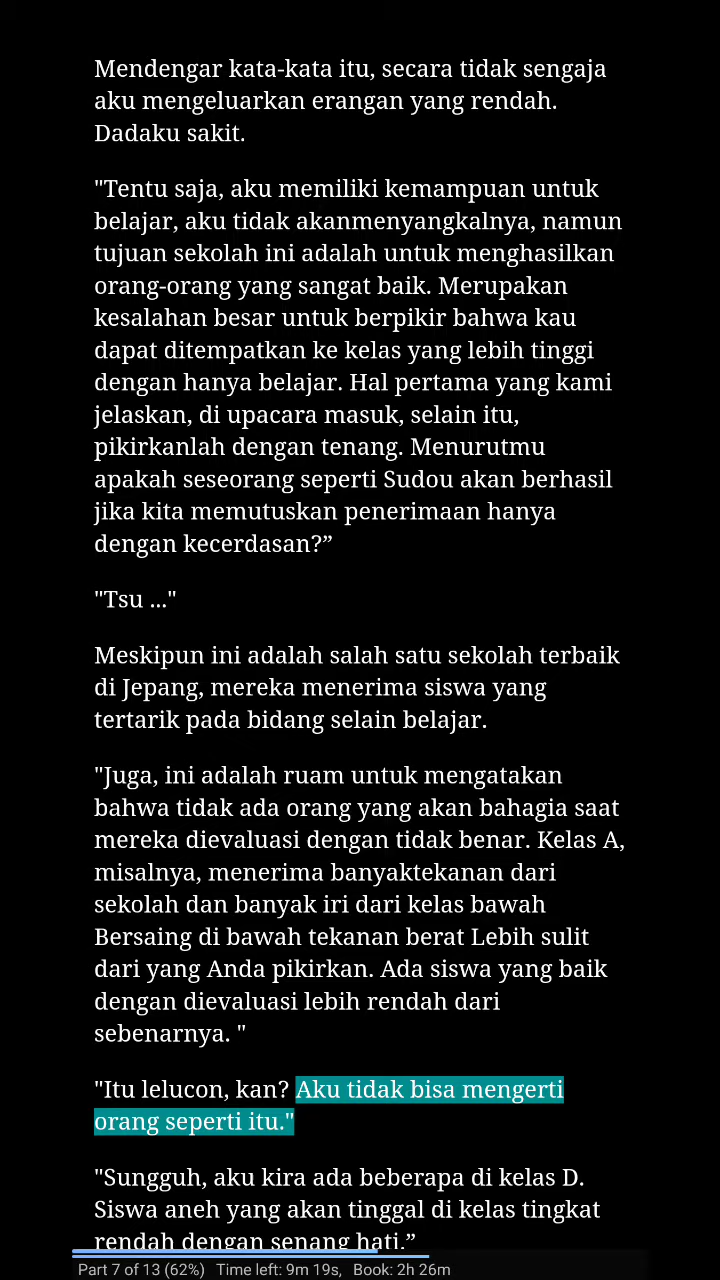 Mendengar kata-kata itu, secara tidak sengaja
aku mengeluarkan erangan yang rendah.
Dadaku sakit.
"Tentu saja, aku memiliki kemampuan untuk
belajar, aku tidak akanmenyangkalnya, namun
tujuan sekolah ini adalah untuk menghasilkan
orang-orang yang sangat baik. Merupakan
kesalahan besar untuk berpikir bahwa kau
dapat ditempatkan ke kelas yang lebih tinggi
dengan hanya belajar. Hal pertama yang kami
jelaskan, di upacara masuk, selain itu,
pikirkanlah dengan tenang. Menurutmu
apakah seseorang seperti Sudou akan berhasil
jika kita memutuskan penerimaan hanya
dengan kecerdasan?”
"Tsu ..."
Meskipun ini adalah salah satu sekolah terbaik
di Jepang, mereka menerima siswa yang
tertarik pada bidang selain belajar.
"Juga, ini adalah ruam untuk mengatakan
bahwa tidak ada orang yang akan bahagia saat
mereka dievaluasi dengan tidak benar. Kelas A,
misalnya, menerima banyaktekanan dari
sekolah dan banyak iri dari kelas bawah
Bersaing di bawah tekanan berat Lebih sulit
dari yang Anda pikirkan. Ada siswa yang baik
dengan dievaluasi lebih rendah dari
sebenarnya. "
"Itu lelucon, kan? Aku tidak bisa mengerti
orang seperti itu."
"Sungguh, aku kira ada beberapa di kelas D.
Siswa aneh yang akan tinggal di kelas tingkat
rendah dengan senang hati.”
Part 7 of 13 (62%) Time left: 9m 19s, Book: 2h 26m